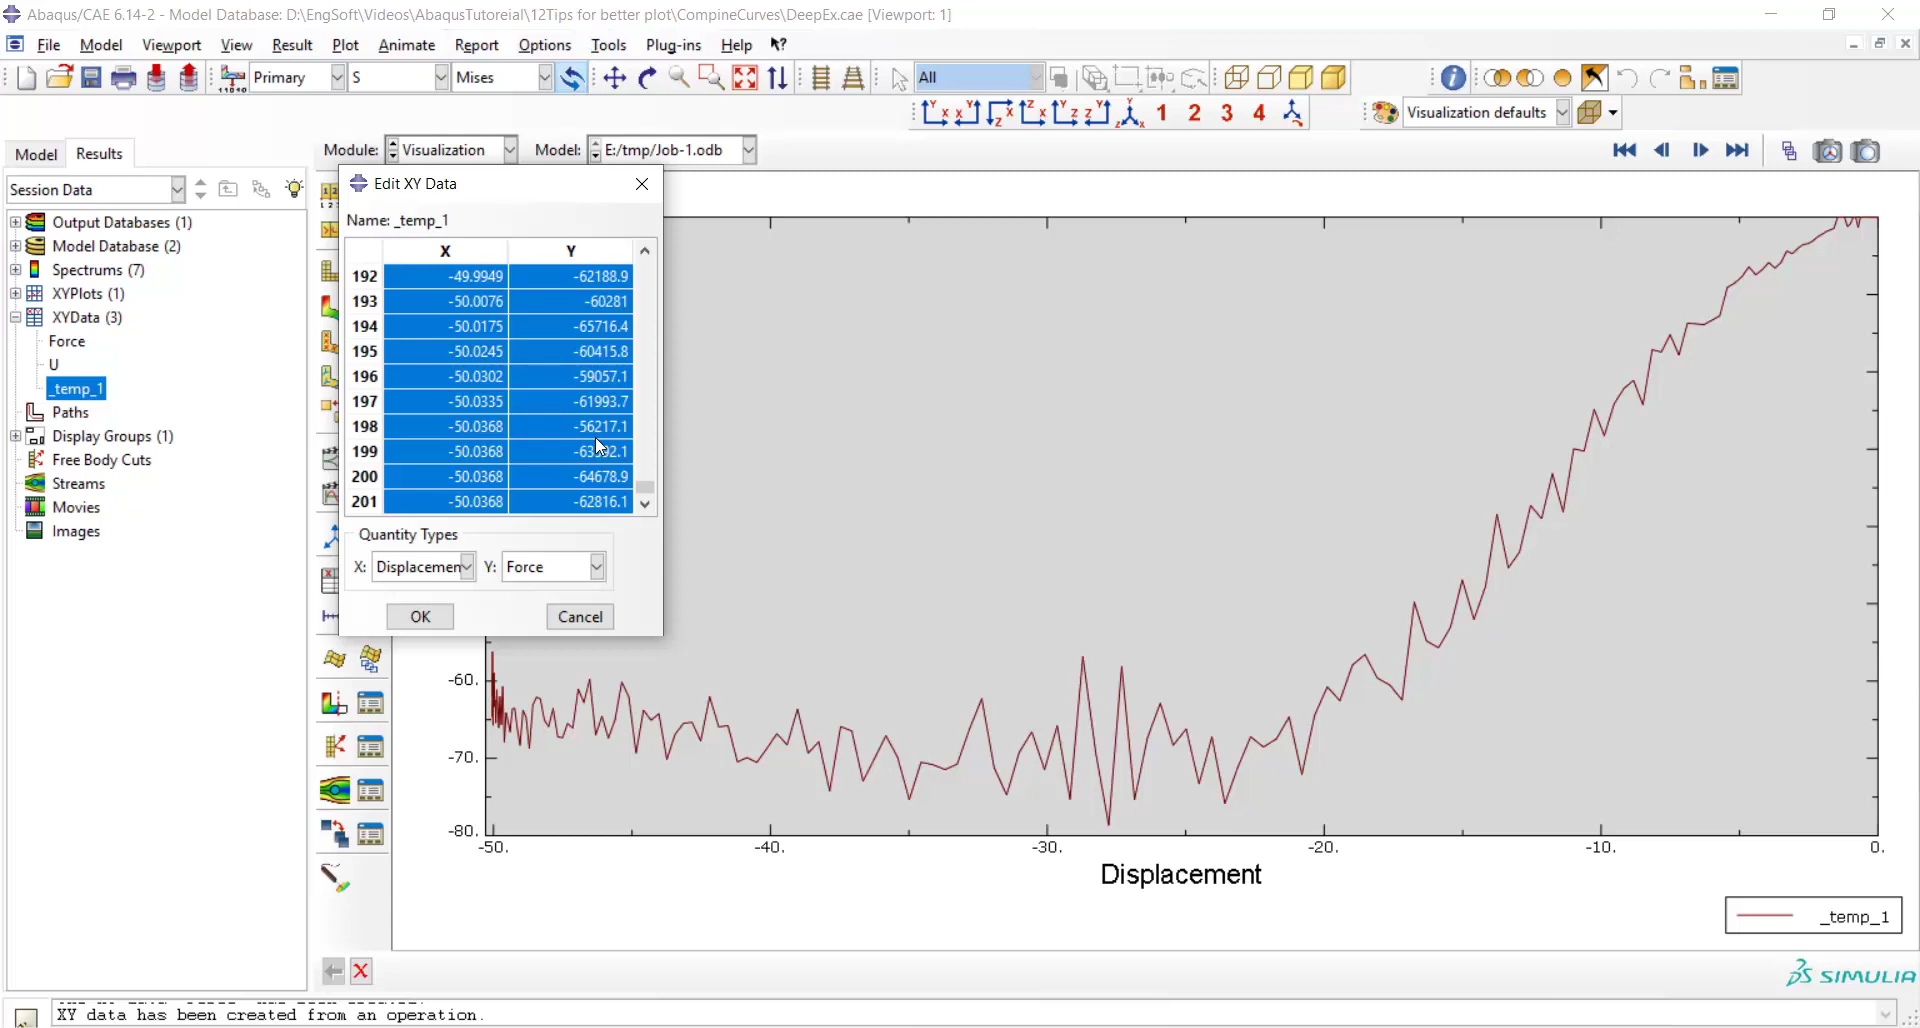 Abaqus/CAE 6.14-2 - Model Database: D:\EngSoft\Videos\AbaqusTutoreial\12Tips for better plot\CompineCurves\DeepEx.cae [Viewport: 1]
File Model Viewport View Result Plot Animate Report Options Tools Plug-ins Help
Primary S Mises All
1 2 3 4 Visualization defaults
Model Results Module: Visualization Model: E:/tmp/Job-1.odb
Session Data
Output Databases (1)
Model Database (2)
Spectrums (7)
XYPlots (1)
XYData (3)
Force
U
_temp_1
Paths
Display Groups (1)
Free Body Cuts
Streams
Movies
Images
Edit XY Data
Name: _temp_1
X Y
192 -49.9949 -62188.9
193 -50.0076 -60281
194 -50.0175 -65716.4
195 -50.0245 -60415.8
196 -50.0302 -59057.1
197 -50.0335 -61993.7
198 -50.0368 -56217.1
199 -50.0368
200 -50.0368 -64678.9
201 -50.0368 -62816.1
Quantity Types
X: Displacemen Y: Force
OK Cancel
-60.
-70.
-80.
-50. -40. -30. -20. -10. 0.
Displacement
_temp_1
SIMULIA
XY data has been created from an operation.